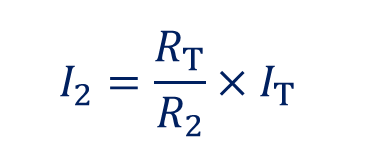 I₂ = R_T / R₂ × I_T